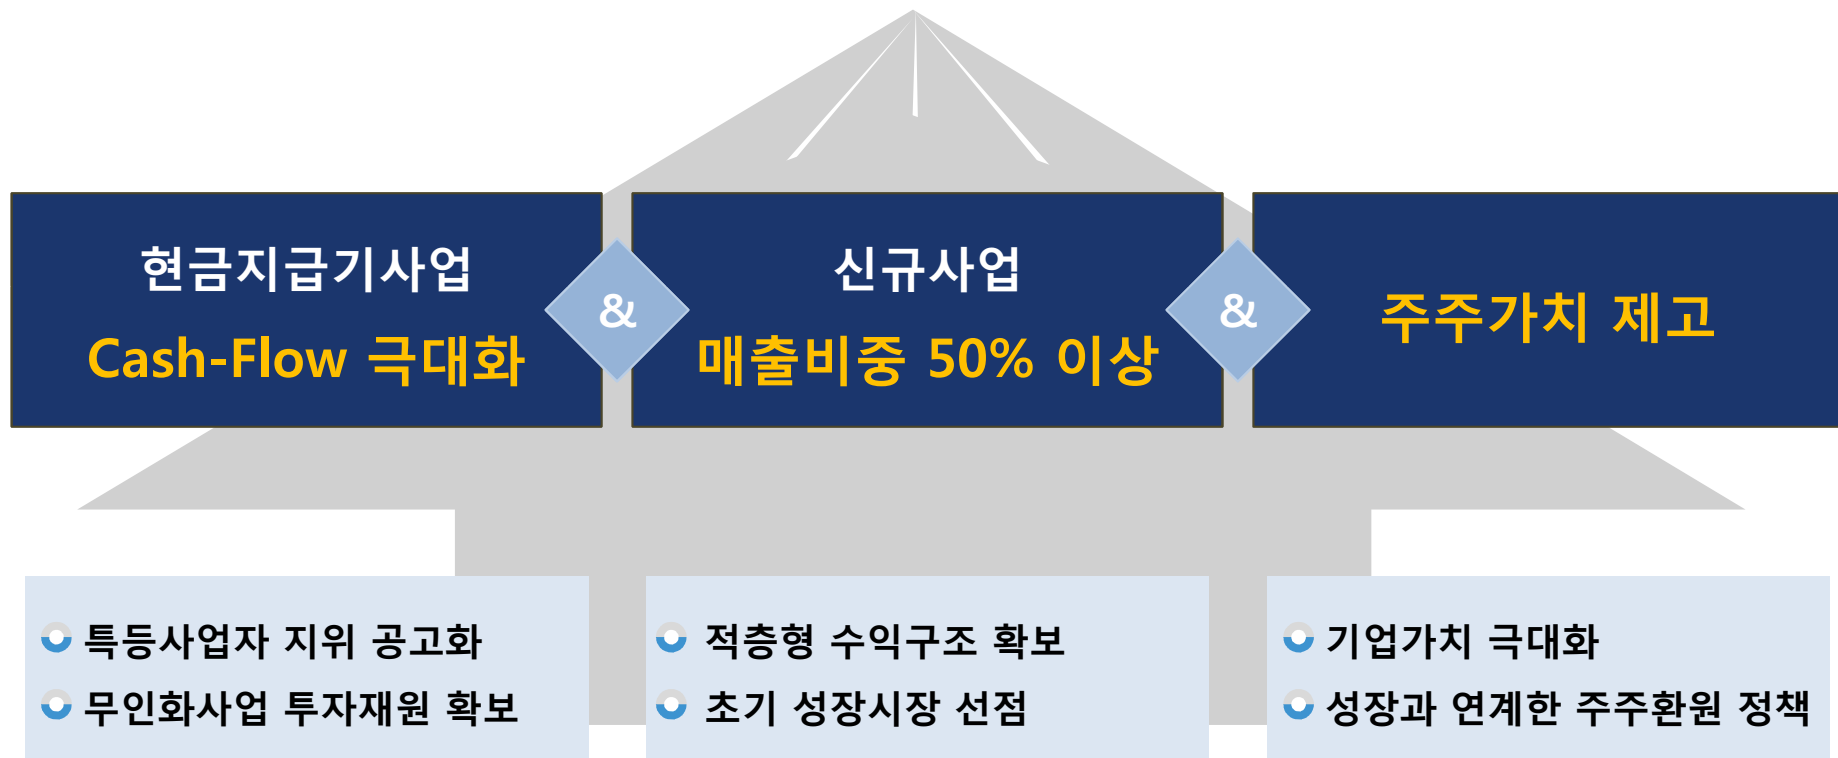 현금지급기사업
Cash-Flow 극대화
&
신규사업
매출비중 50% 이상
&
주주가치 제고
특등사업자 지위 공고화
무인화사업 투자재원 확보
적층형 수익구조 확보
초기 성장시장 선점
기업가치 극대화
성장과 연계한 주주환원 정책